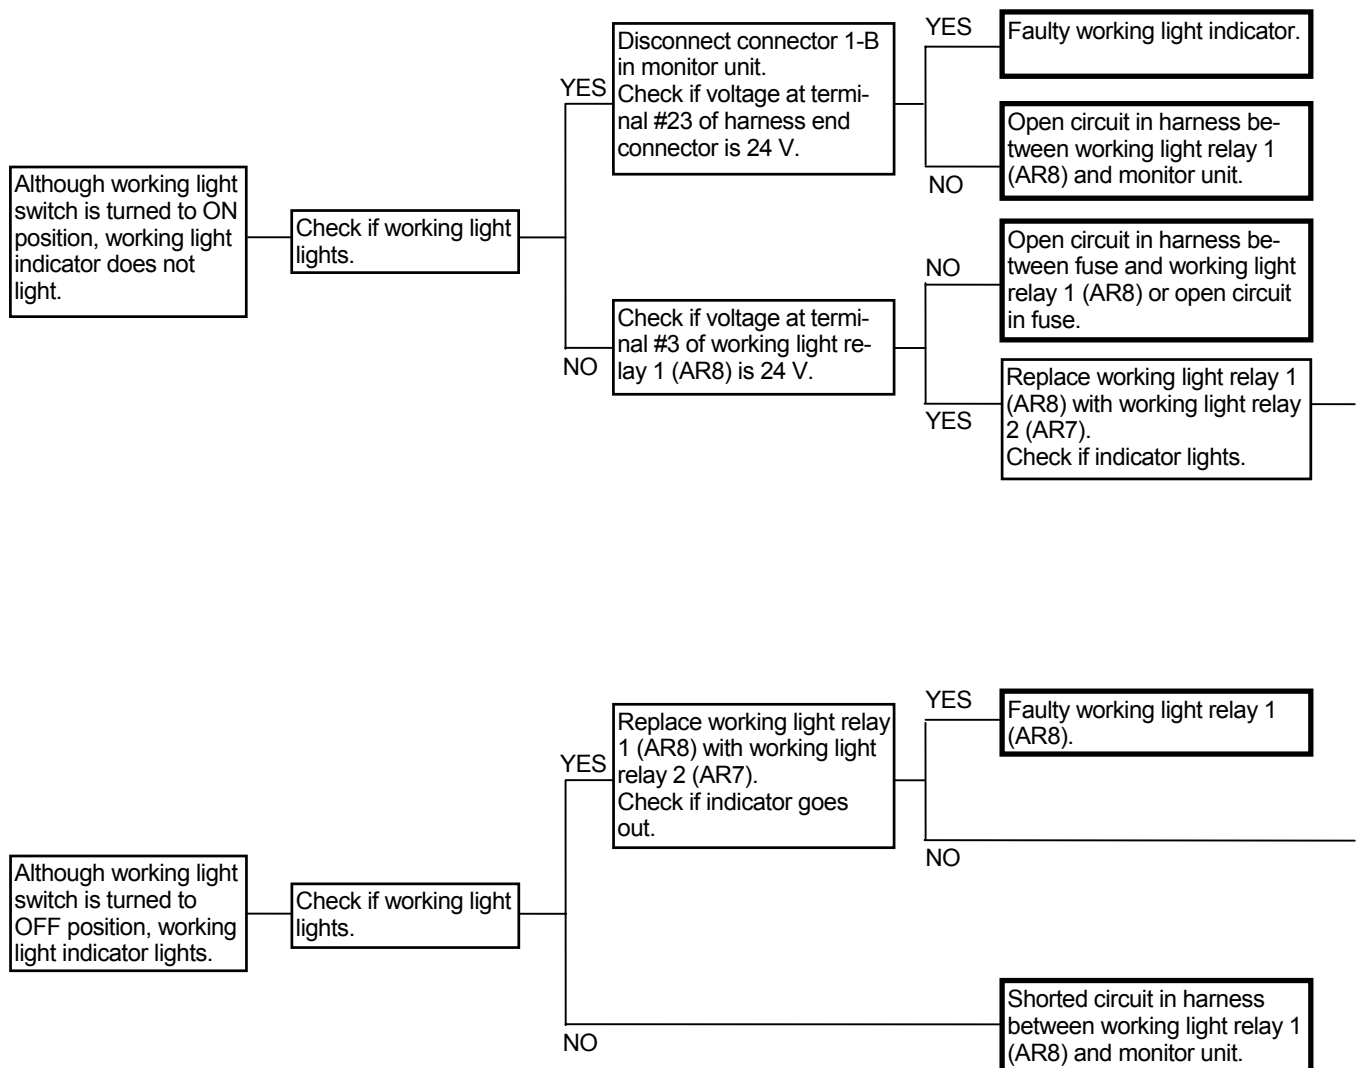 Although working light
switch is turned to ON
position, working light
indicator does not
light.
Check if working light
lights.
YES
Disconnect connector 1-B
in monitor unit.
Check if voltage at termi-
nal #23 of harness end
connector is 24 V.
YES
Faulty working light indicator.
NO
Open circuit in harness be-
tween working light relay 1
(AR8) and monitor unit.
NO
Check if voltage at termi-
nal #3 of working light re-
lay 1 (AR8) is 24 V.
NO
Open circuit in harness be-
tween fuse and working light
relay 1 (AR8) or open circuit
in fuse.
YES
Replace working light relay 1
(AR8) with working light relay
2 (AR7).
Check if indicator lights.
Although working light
switch is turned to
OFF position, working
light indicator lights.
Check if working light
lights.
YES
Replace working light relay
1 (AR8) with working light
relay 2 (AR7).
Check if indicator goes
out.
YES
Faulty working light relay 1
(AR8).
NO
NO
Shorted circuit in harness
between working light relay 1
(AR8) and monitor unit.